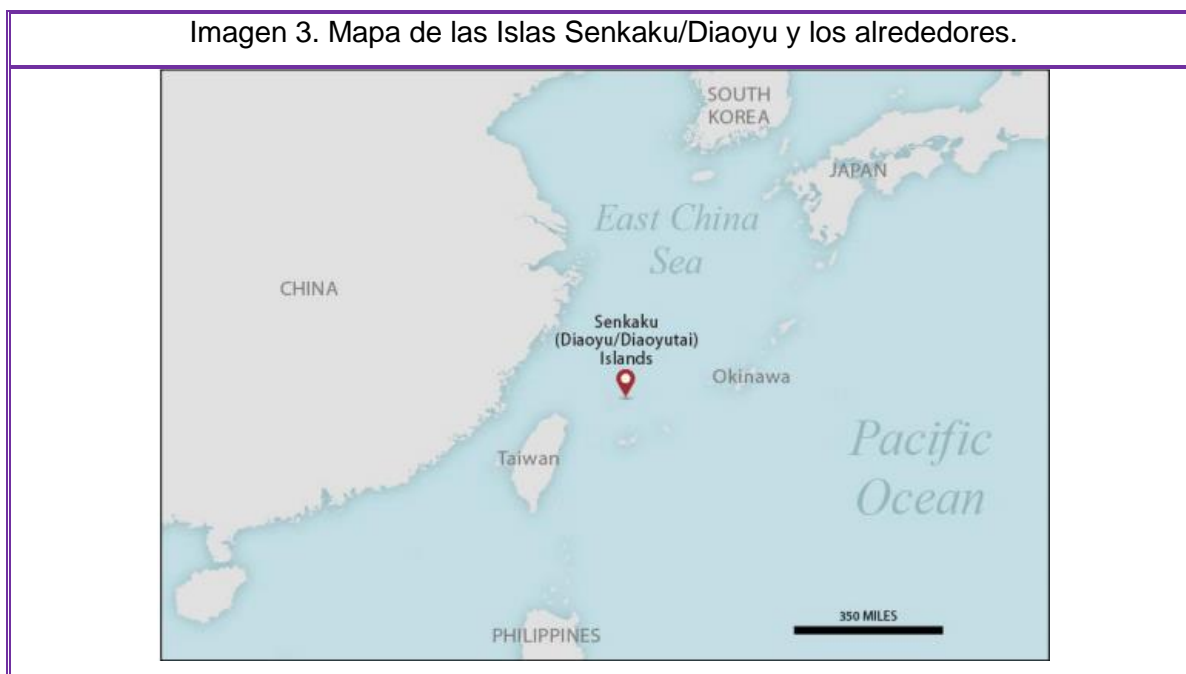 Imagen 3. Mapa de las Islas Senkaku/Diaoyu y los alrededores.
SOUTH
KOREA
JAPAN
East China
Sea
CHINA
Senkaku
(Diaoyu/Diaoyutai)
Islands
Okinawa
Pacific
Ocean
Taiwan
350 MILES
PHILIPPINES